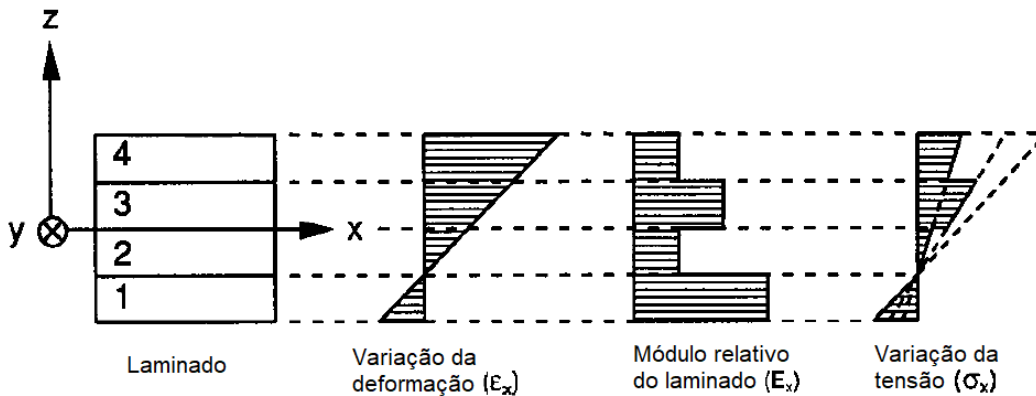 z
4
3
y
x
2
1
Laminado
Variação da
deformação (εₓ)
Módulo relativo
do laminado (Eₓ)
Variação da
tensão (σₓ)